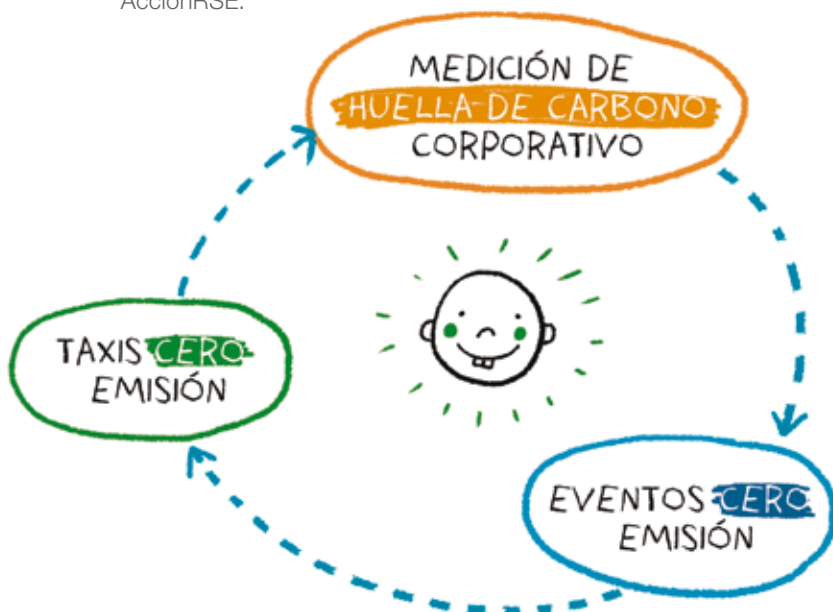 AcciónRSE.
MEDICIÓN DE
HUELLA DE CARBONO
CORPORATIVO
TAXIS CERO
EMISIÓN
EVENTOS CERO
EMISIÓN